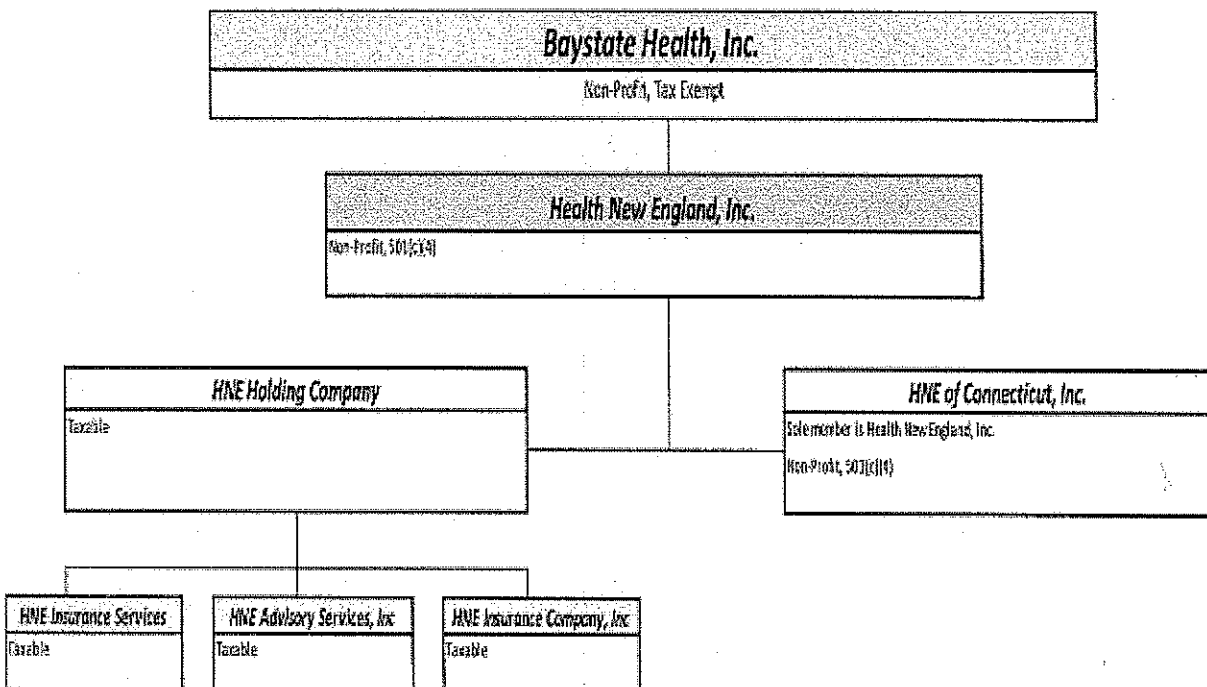 Baystate Health, Inc.
Non-Profit, Tax Exempt
Health New England, Inc.
Non-Profit, 501(c)(4)
HNE Holding Company
Taxable
HNE of Connecticut, Inc.
Sole member is Health New England, Inc.
Non-Profit, 501(c)(4)
HNE Insurance Services
Taxable
HNE Advisory Services, Inc
Taxable
HNE Insurance Company, Inc
Taxable